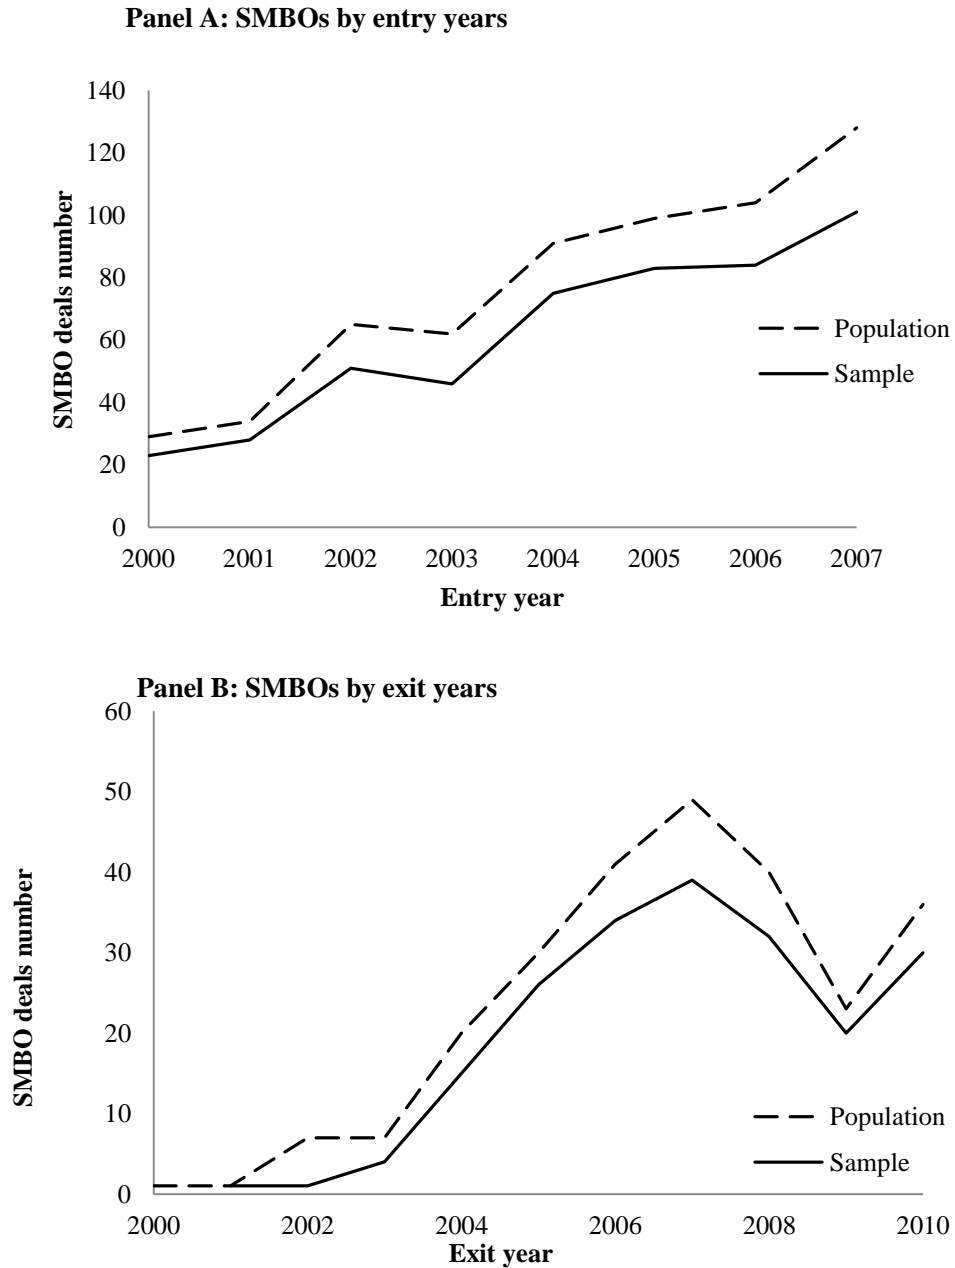 Panel A: SMBOs by entry years
140
120
100
80
60
40
20
0
SMBO deals number
Population
Sample
2000 2001 2002 2003 2004 2005 2006 2007
Entry year
Panel B: SMBOs by exit years
60
50
40
30
20
10
0
SMBO deals number
Population
Sample
2000 2002 2004 2006 2008 2010
Exit year